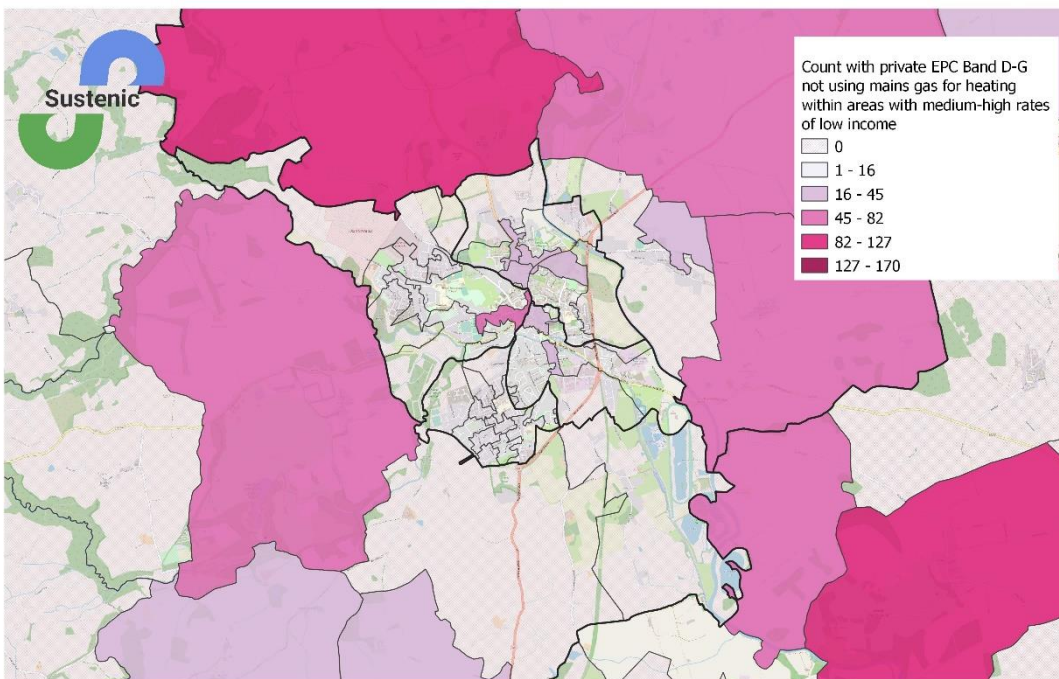 Sustenic
Count with private EPC Band D-G
not using mains gas for heating
within areas with medium-high rates
of low income
0
1 - 16
16 - 45
45 - 82
82 - 127
127 - 170